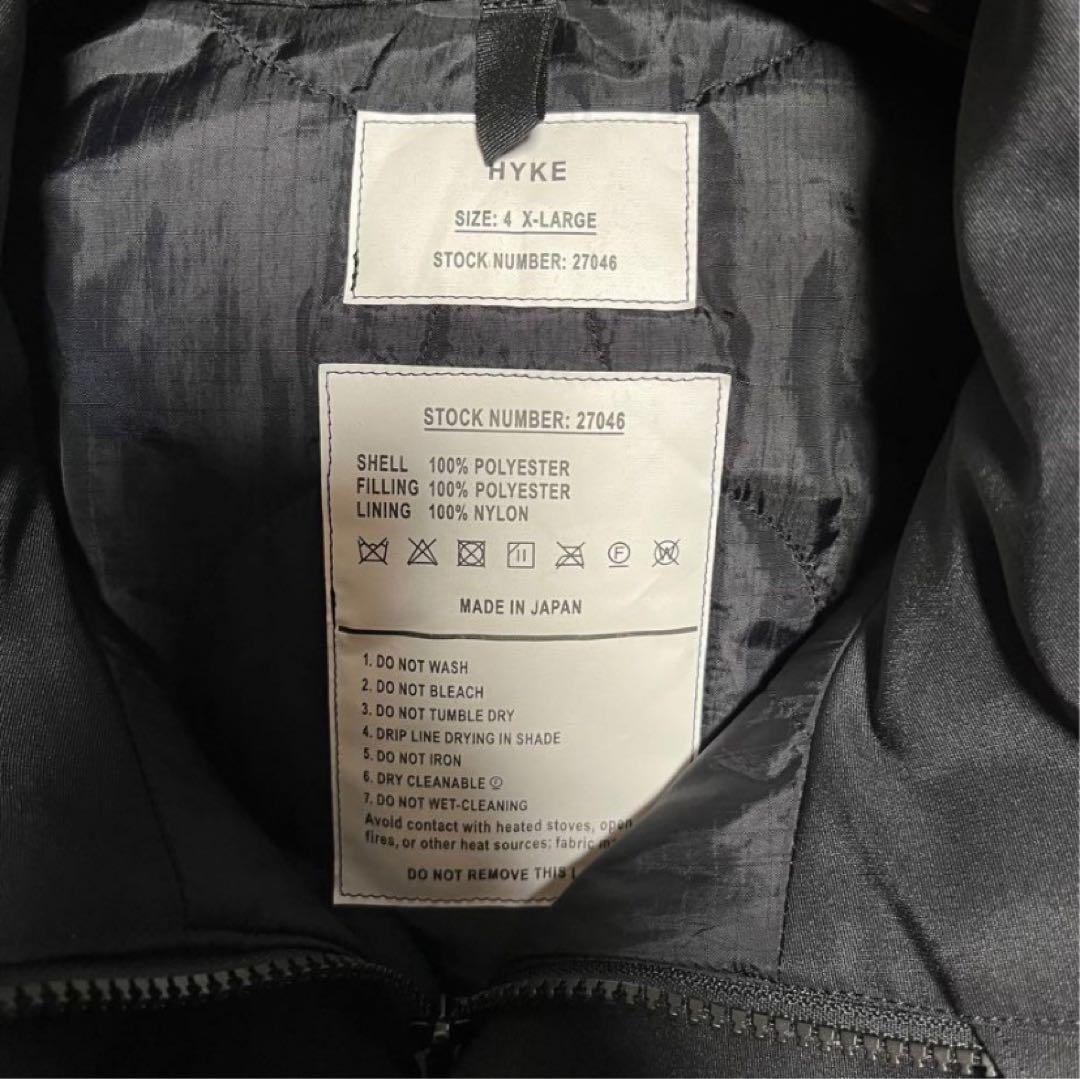 HYKE
SIZE: 4 X-LARGE
STOCK NUMBER: 27046
STOCK NUMBER: 27046
SHELL 100% POLYESTER
FILLING 100% POLYESTER
LINING 100% NYLON
F W
MADE IN JAPAN
1. DO NOT WASH
2. DO NOT BLEACH
3. DO NOT TUMBLE DRY
4. DRIP LINE DRYING IN SHADE
5. DO NOT IRON
6. DRY CLEANABLE Ⓕ
7. DO NOT WET-CLEANING
Avoid contact with heated stoves, open
fires, or other heat sources; fabric
DO NOT REMOVE THIS